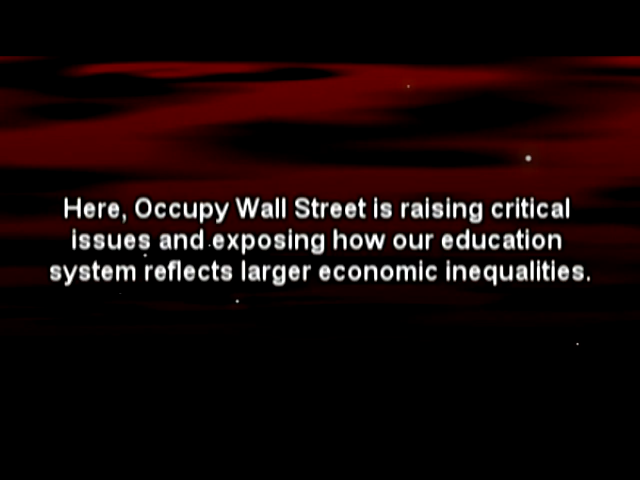 Here, Occupy Wall Street is raising critical
issues and exposing how our education
system reflects larger economic inequalities.